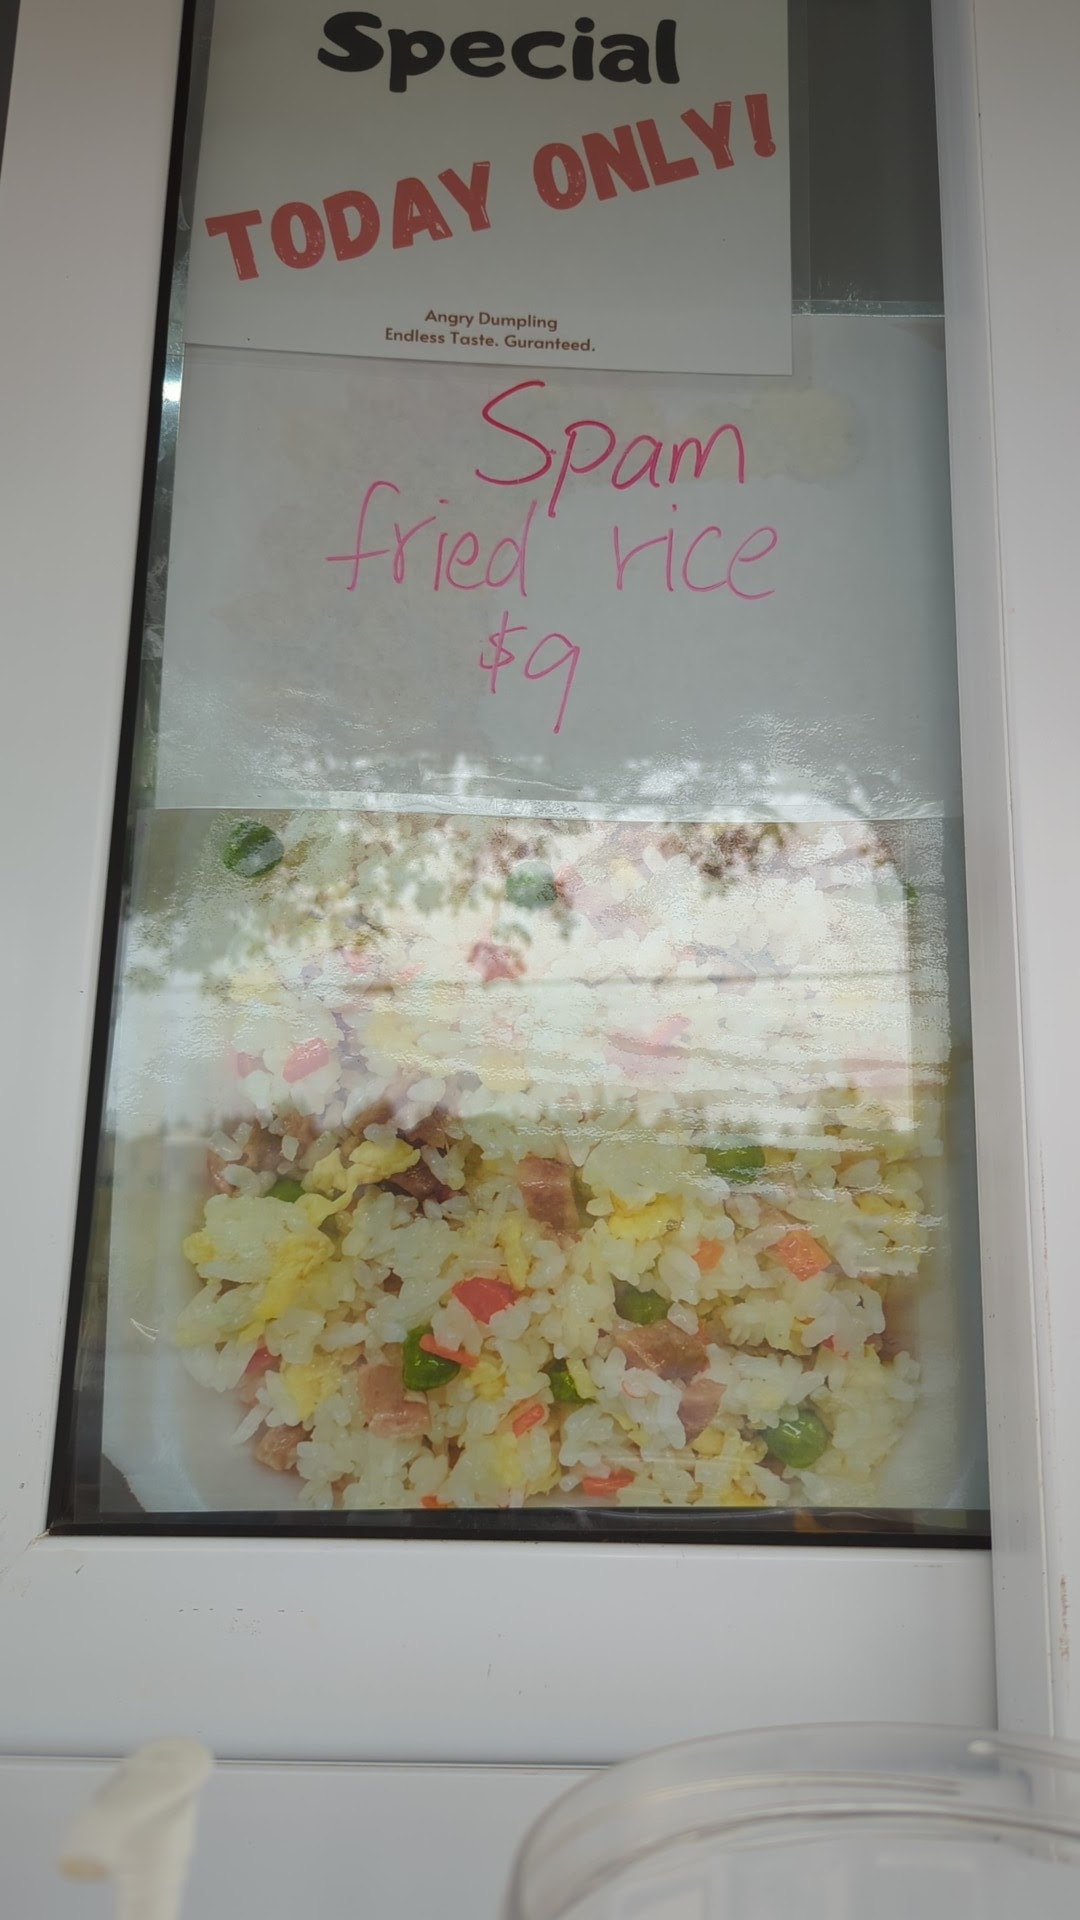 Special
TODAY ONLY!
Angry Dumpling
Endless Taste. Guranteed.
Spam
fried rice
$9